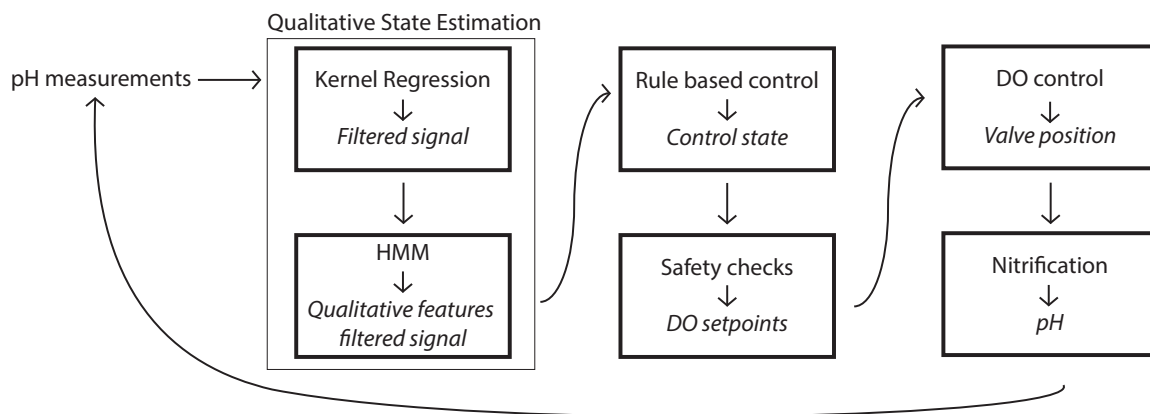 Qualitative State Estimation
pH measurements
Kernel Regression
Filtered signal
HMM
Qualitative features
filtered signal
Rule based control
Control state
Safety checks
DO setpoints
DO control
Valve position
Nitrification
pH